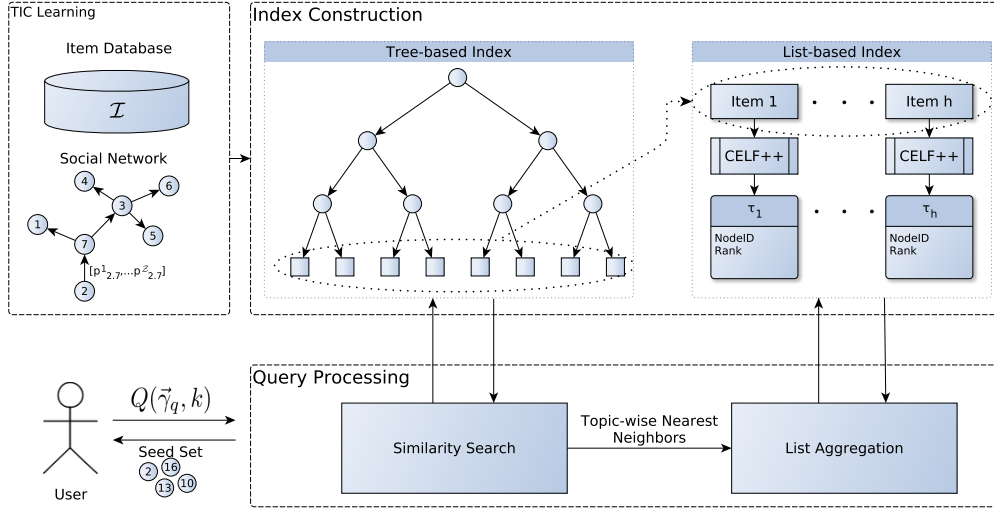 TIC Learning
Item Database
𝓘
Social Network
4
6
3
1
5
7
[p¹₂.₇,...p^𝒵₂.₇]
2
Index Construction
Tree-based Index
List-based Index
Item 1
. . .
Item h
CELF++
CELF++
τ₁
. . .
τₕ
NodeID
Rank
NodeID
Rank
Q(γ⃗_q, k)
Seed Set
2
16
13
10
User
Query Processing
Similarity Search
Topic-wise Nearest
Neighbors
List Aggregation